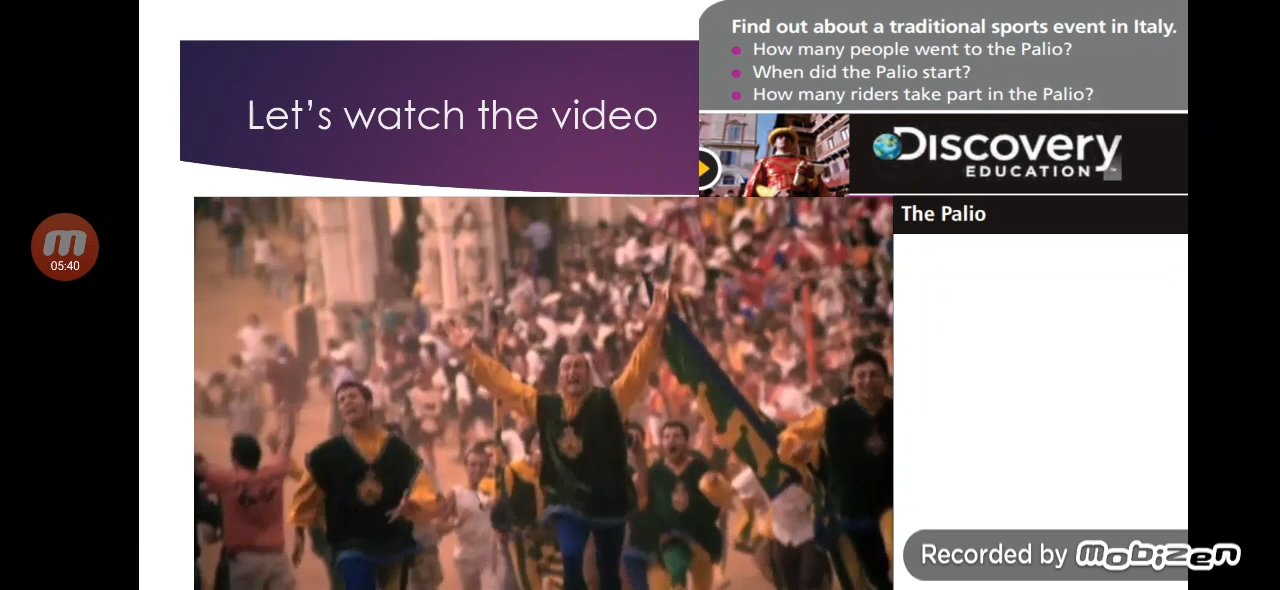 Find out about a traditional sports event in Italy.
How many people went to the Palio?
When did the Palio start?
How many riders take part in the Palio?
Let's watch the video
Discovery
EDUCATION
The Palio
05:40
Recorded by mobizen